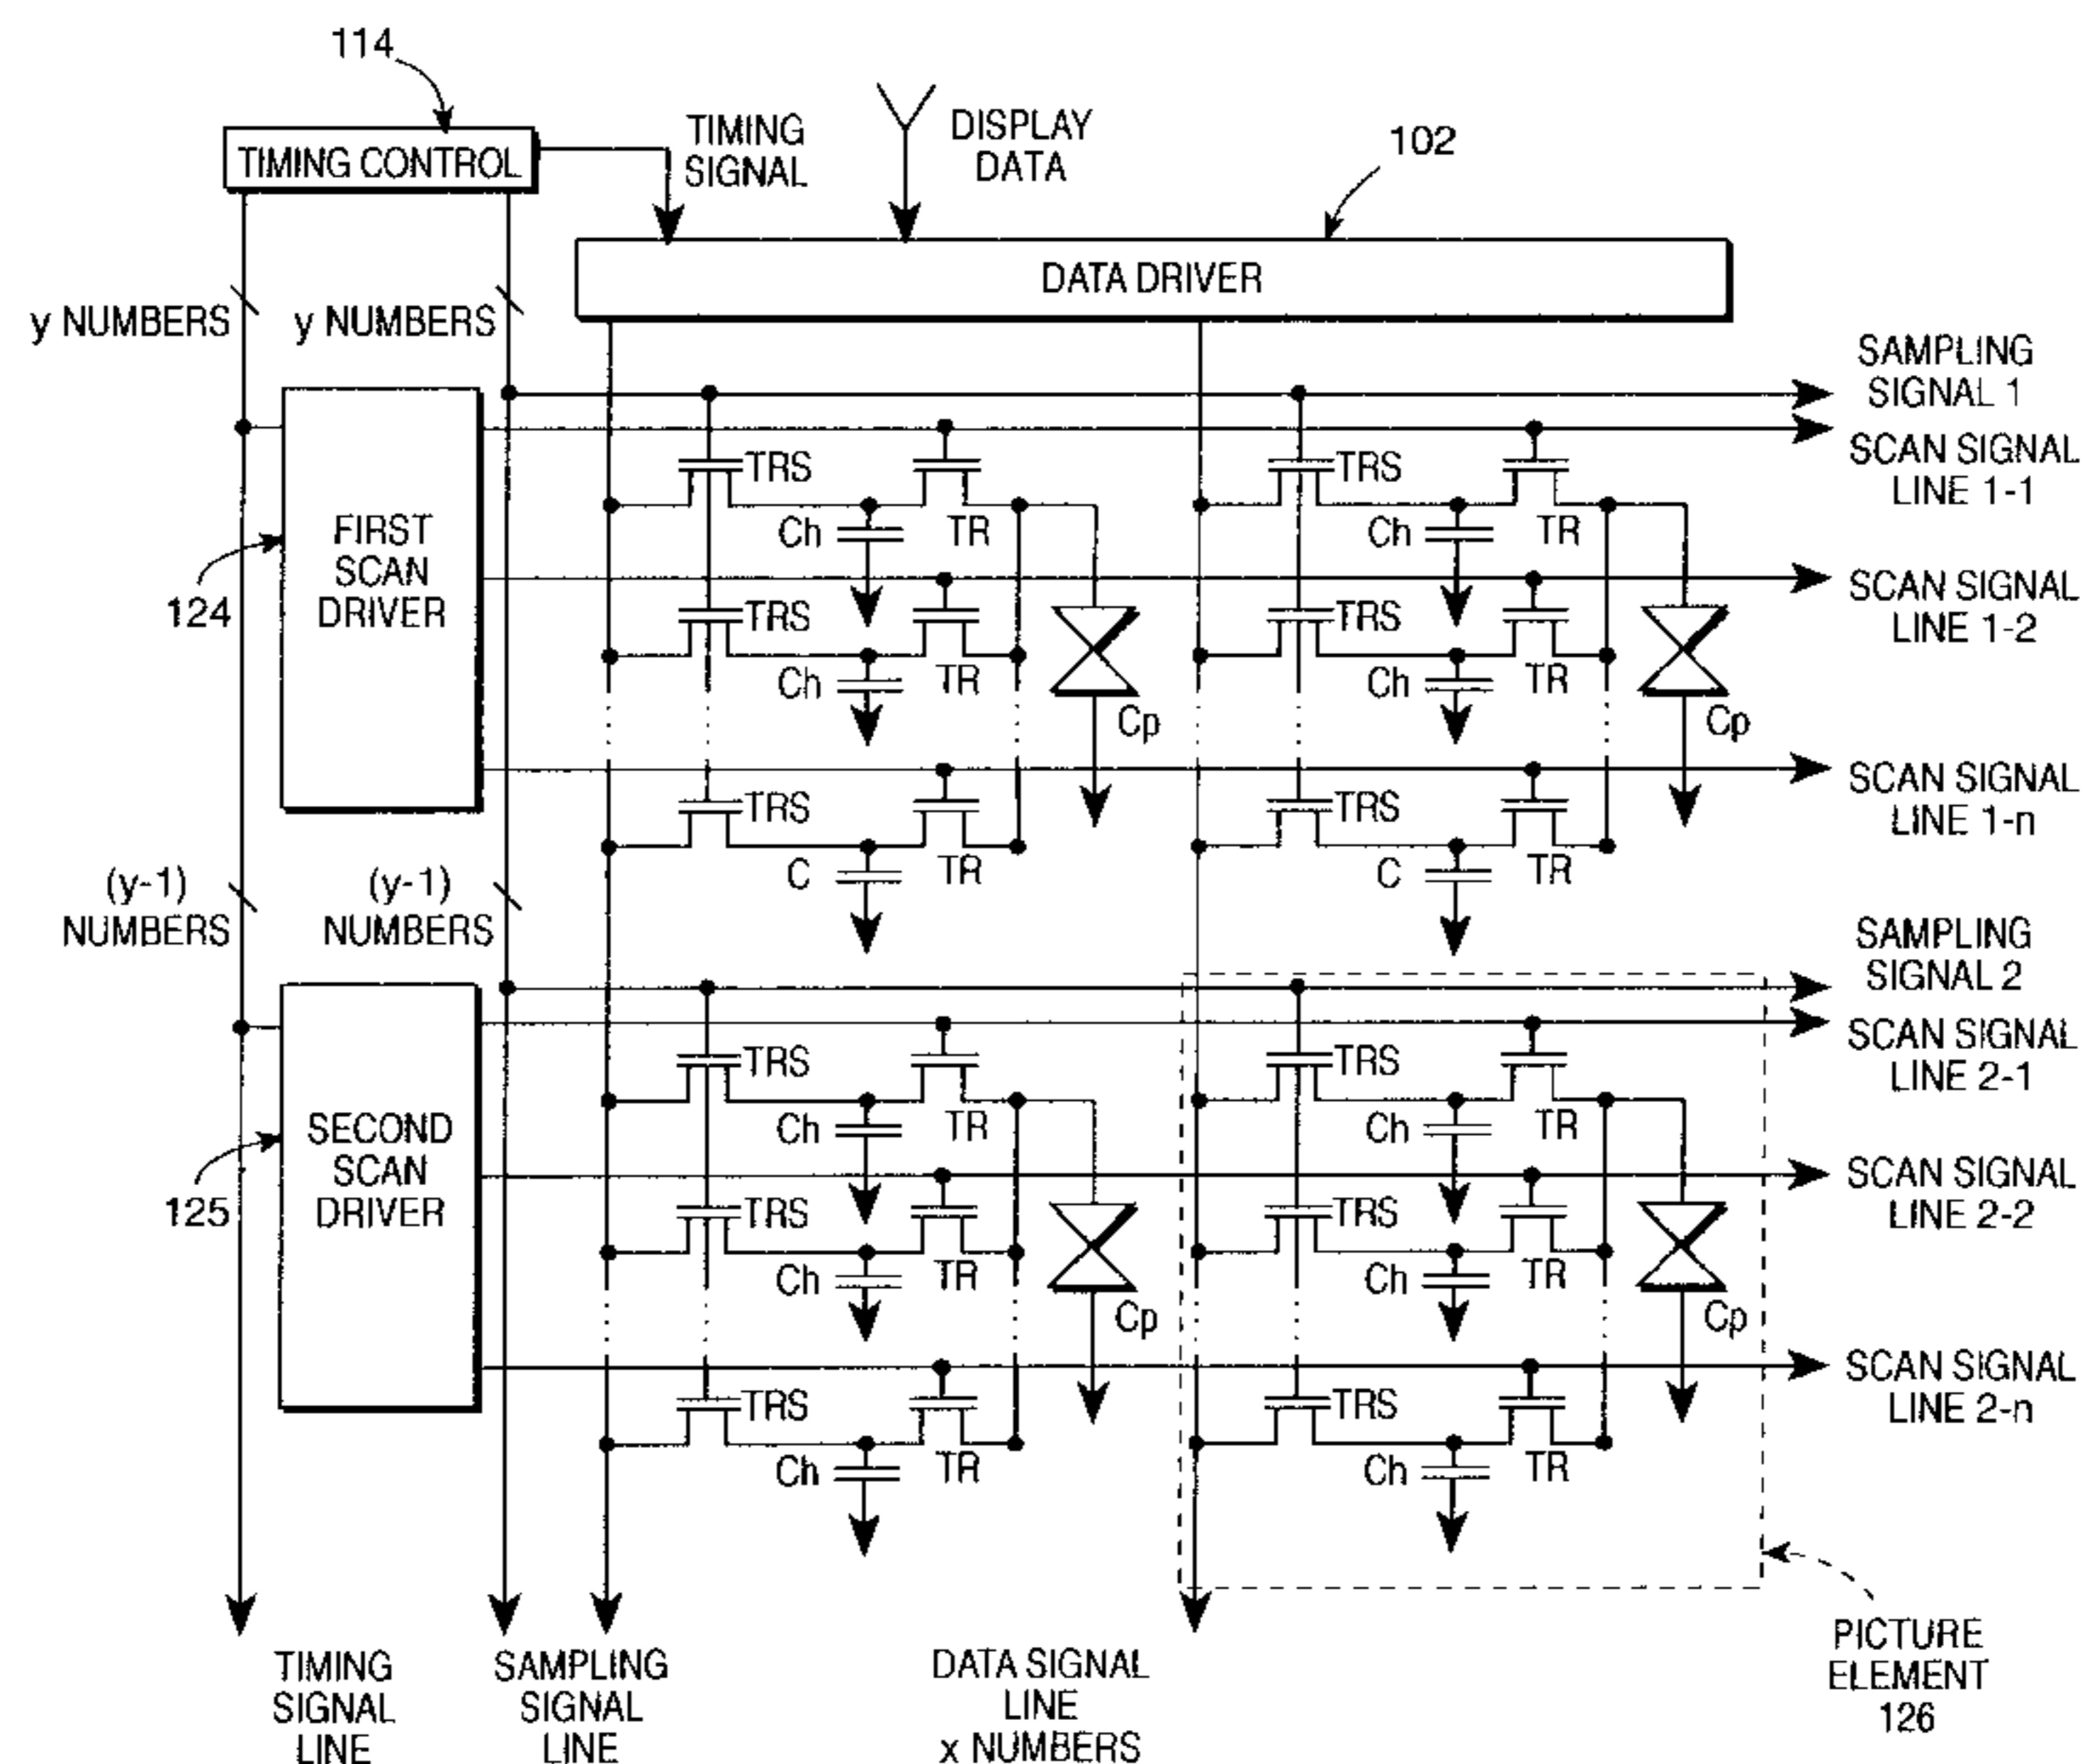 114
TIMING CONTROL
TIMING
SIGNAL
DISPLAY
DATA
102
DATA DRIVER
y NUMBERS
y NUMBERS
SAMPLING
SIGNAL 1
SCAN SIGNAL
LINE 1-1
TRS
TR
Ch
TRS
TR
Ch
FIRST
SCAN
DRIVER
124
SCAN SIGNAL
LINE 1-2
TRS
TR
Ch
Cp
TRS
TR
Ch
Cp
SCAN SIGNAL
LINE 1-n
TRS
C
TR
TRS
C
TR
(y-1)
NUMBERS
(y-1)
NUMBERS
SAMPLING
SIGNAL 2
SCAN SIGNAL
LINE 2-1
TRS
Ch
TR
TRS
Ch
TR
SECOND
SCAN
DRIVER
125
SCAN SIGNAL
LINE 2-2
TRS
Ch
TR
Cp
TRS
Ch
TR
Cp
SCAN SIGNAL
LINE 2-n
TRS
Ch
TR
TRS
Ch
TR
TIMING
SIGNAL
LINE
SAMPLING
SIGNAL
LINE
DATA SIGNAL
LINE
x NUMBERS
PICTURE
ELEMENT
126